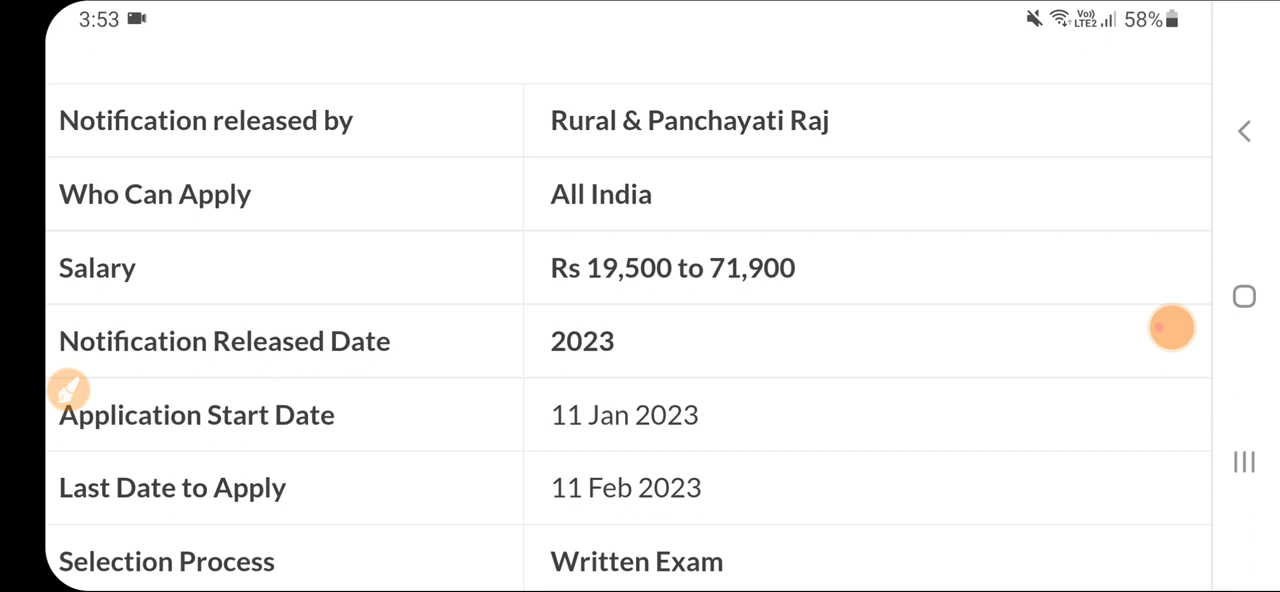 3:53
Vo))
LTE2
58%
Notification released by
Rural & Panchayati Raj
Who Can Apply
All India
Salary
Rs 19,500 to 71,900
Notification Released Date
2023
Application Start Date
11 Jan 2023
Last Date to Apply
11 Feb 2023
Selection Process
Written Exam